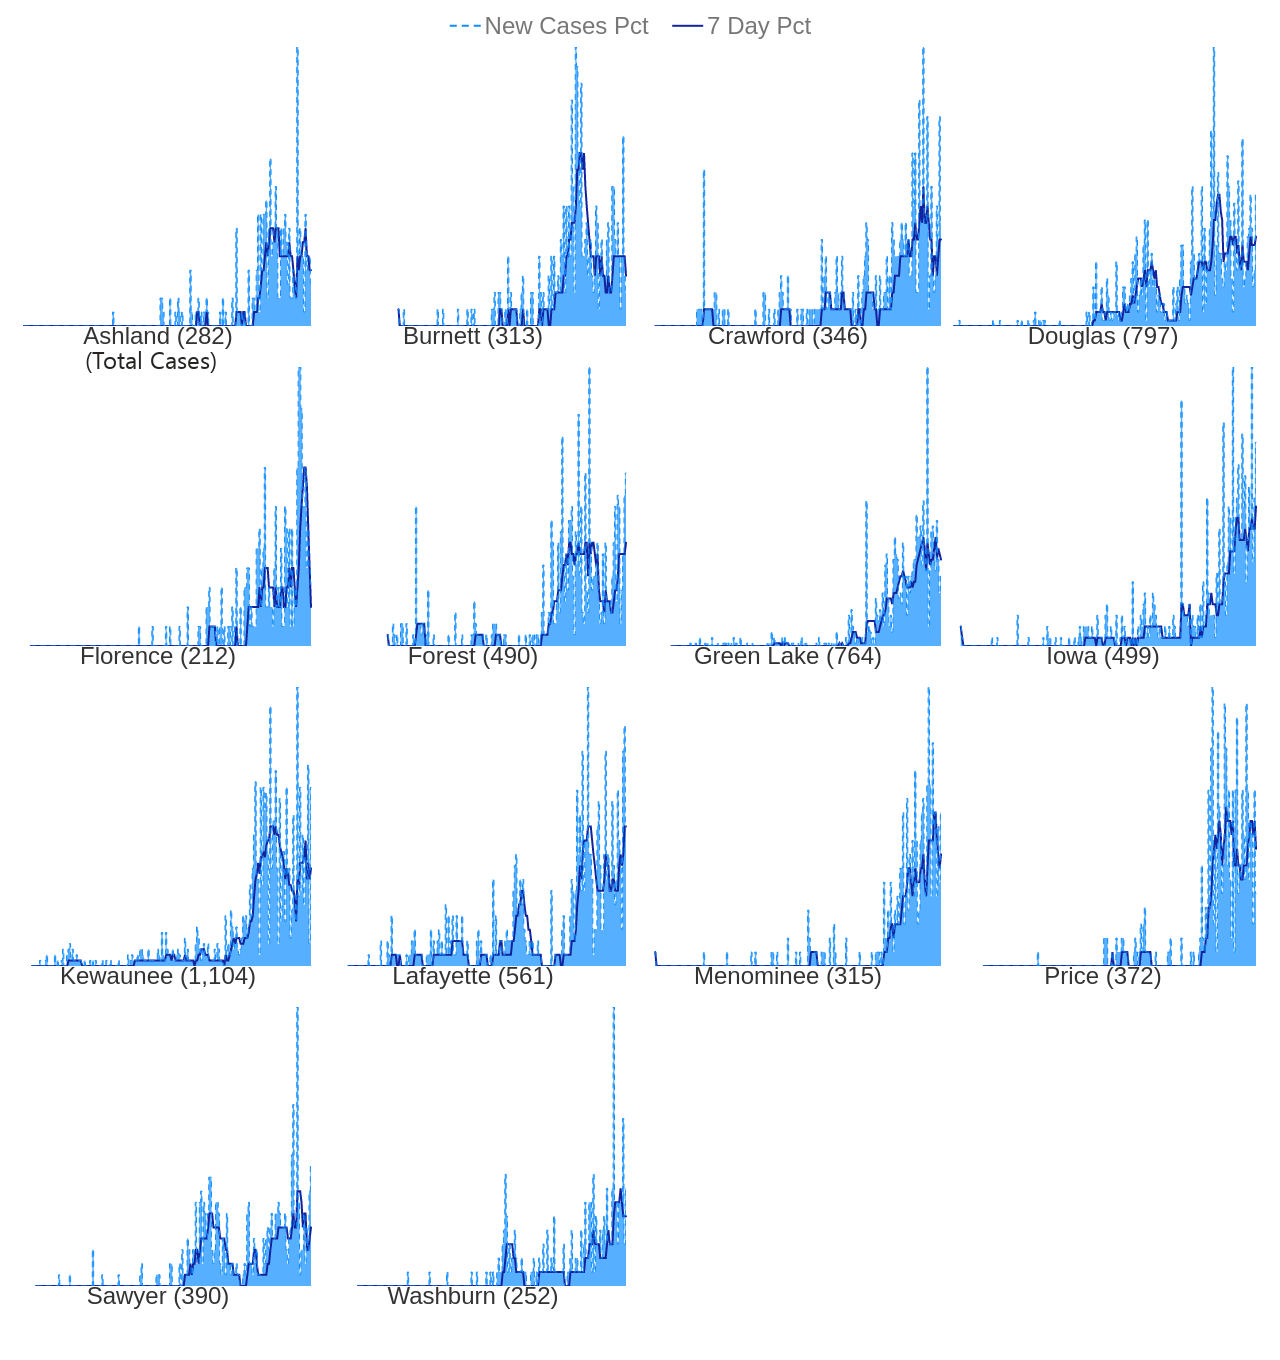 New Cases Pct 7 Day Pct
Ashland (282) Burnett (313) Crawford (346) Douglas (797)
(Total Cases)
Florence (212) Forest (490) Green Lake (764) Iowa (499)
Kewaunee (1,104) Lafayette (561) Menominee (315) Price (372)
Sawyer (390) Washburn (252)